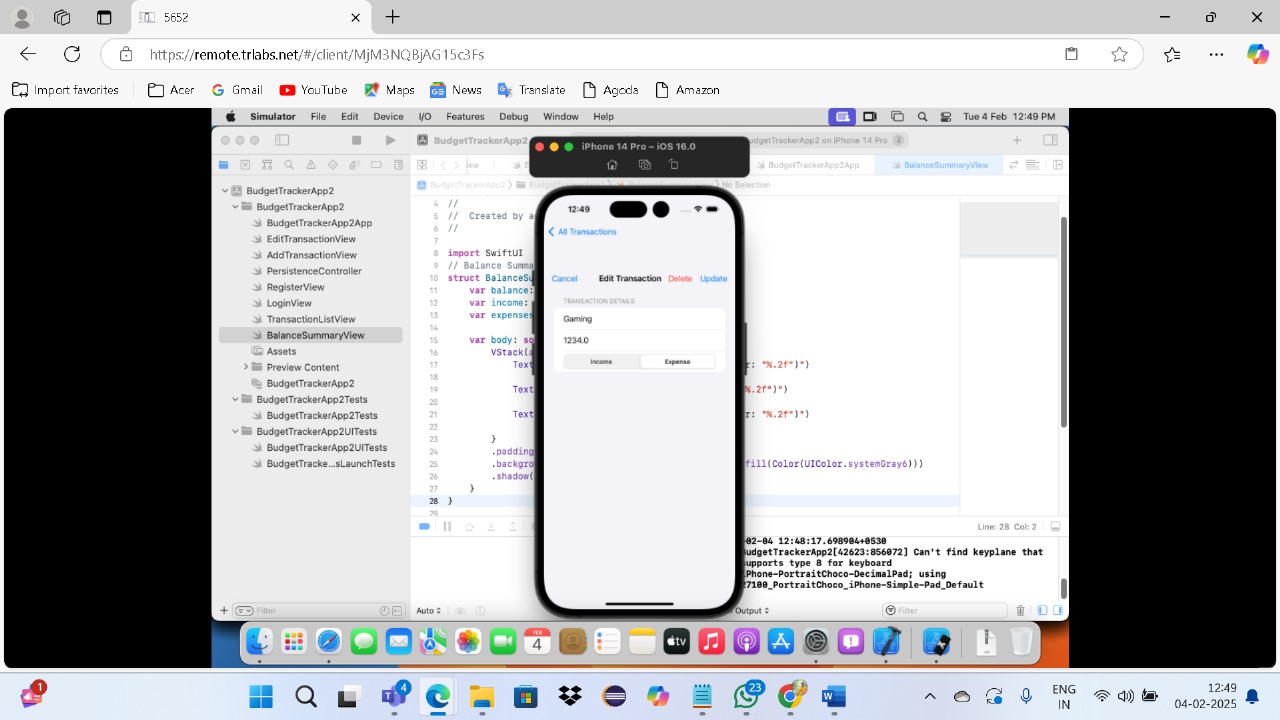 5652
https://remote.trlabs.net/#/client/MjM3NQBjAG15c3Fs
Import favorites
Acer
Gmail
YouTube
Maps
News
Translate
Agoda
Amazon
Simulator File Edit Device I/O Features Debug Window Help
Tue 4 Feb 12:49 PM
BudgetTrackerApp2
iPhone 14 Pro – iOS 16.0
udgetTrackerApp2 on iPhone 14 Pro
2
BudgetTrackerApp2App
BalanceSummaryView
BudgetTrackerApp2
No Selection
BudgetTrackerApp2
BudgetTrackerApp2
BudgetTrackerApp2App
EditTransactionView
AddTransactionView
PersistenceController
RegisterView
LoginView
TransactionListView
BalanceSummaryView
Assets
Preview Content
BudgetTrackerApp2
BudgetTrackerApp2Tests
BudgetTrackerApp2Tests
BudgetTrackerApp2UITests
BudgetTrackerApp2UITests
BudgetTracke...sLaunchTests
Filter
4 //
5 // Created by a
6 //
7
8 import SwiftUI
9 // Balance Summa
10 struct BalanceSu
11 var balance:
12 var income:
13 var expenses
14
15 var body: so
16 VStack(a
17 Text
r: "%.2f")")
18
19 Text
%.2f")")
20
21 Text
r: "%.2f")")
22
23 }
24 .padding
25 .backgro
fill(Color(UIColor.systemGray6)))
26 .shadow(
27 }
28 }
29
12:49
All Transactions
Cancel Edit Transaction Delete Update
TRANSACTION DETAILS
Gaming
1234.0
Income Expense
Line: 28 Col: 2
02-04 12:48:17.698904+0530
BudgetTrackerApp2[42623:856072] Can't find keyplane that
supports type 8 for keyboard
iPhone-PortraitChoco-DecimalPad; using
27100_PortraitChoco_iPhone-Simple-Pad_Default
Auto
Output
Filter
FEB
4
tv
1
4
23
W
ENG
IN
12:49
04-02-2025